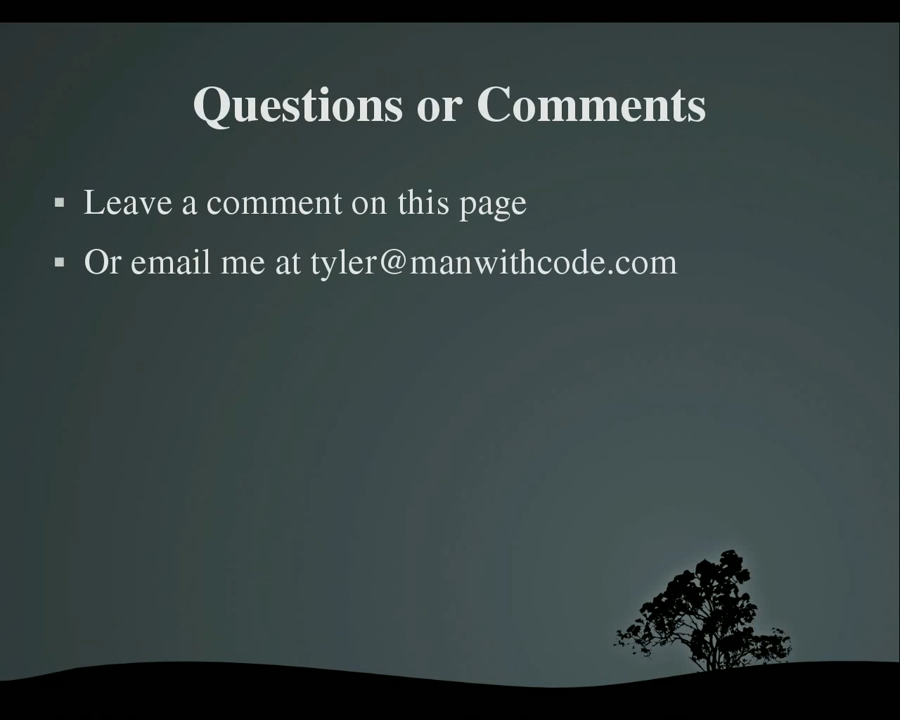 Questions or Comments
▪ Leave a comment on this page
▪ Or email me at tyler@manwithcode.com